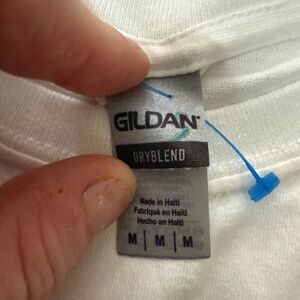 GILDAN
DRYBLEND
Made in Haiti
Fabriqué en Haïti
Hecho en Haití
M | M | M